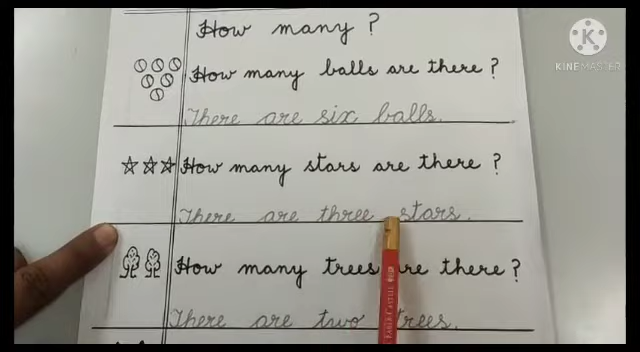 How many ?
How many balls are there ?
There are six balls.
How many stars are there ?
There are three stars.
How many trees are there ?
There are two trees.
K
KINEMASTER